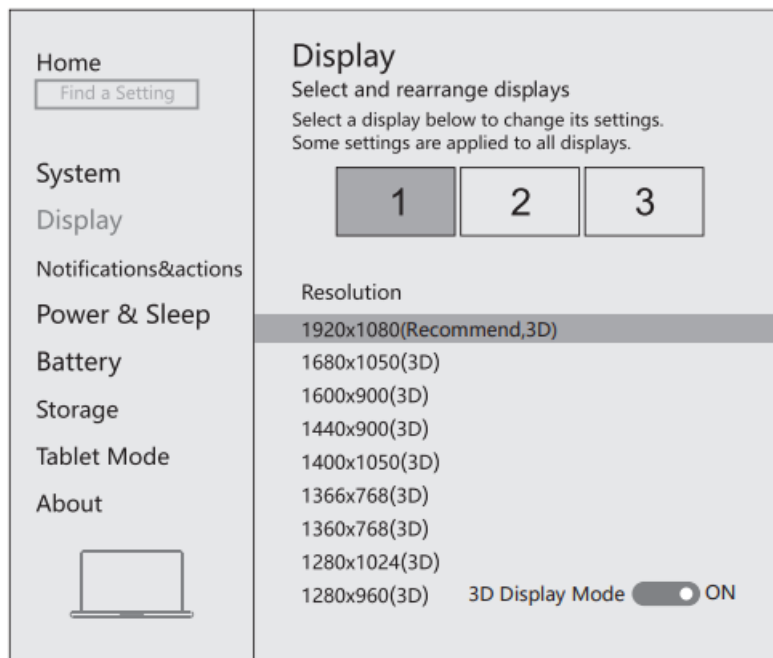 Home
Find a Setting
System
Display
Notifications&actions
Power & Sleep
Battery
Storage
Tablet Mode
About
Display
Select and rearrange displays
Select a display below to change its settings.
Some settings are applied to all displays.
1 2 3
Resolution
1920x1080(Recommend,3D)
1680x1050(3D)
1600x900(3D)
1440x900(3D)
1400x1050(3D)
1366x768(3D)
1360x768(3D)
1280x1024(3D)
1280x960(3D) 3D Display Mode ON